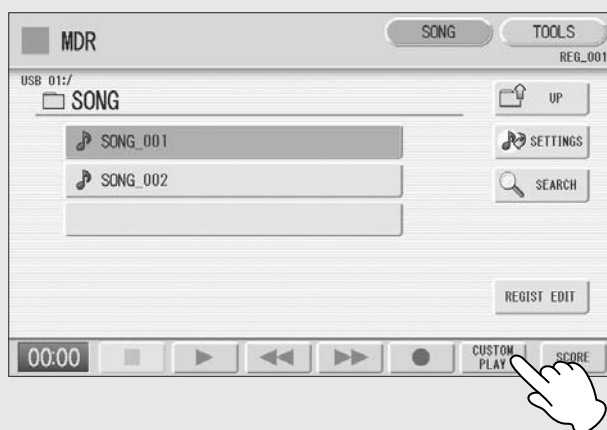 MDR
SONG
TOOLS
REG_001
USB 01:/
SONG
UP
SONG_001
SETTINGS
SONG_002
SEARCH
REGIST EDIT
00:00
CUSTOM
PLAY
SCORE